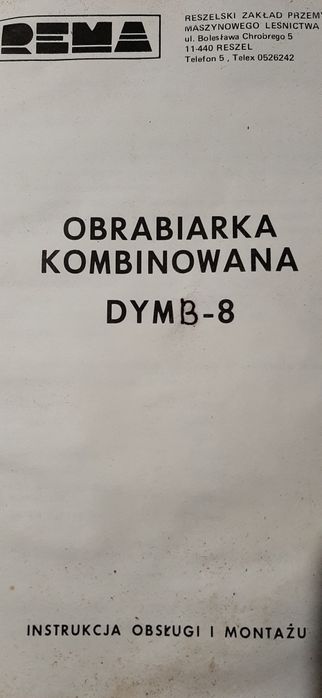 REMA
RESZELSKI ZAKŁAD PRZEM
MASZYNOWEGO LEŚNICTWA
ul. Bolesława Chrobrego 5
11-440 RESZEL
Telefon 5, Telex 0526242
OBRABIARKA
KOMBINOWANA
DYMB-8
INSTRUKCJA OBSŁUGI I MONTAŻU